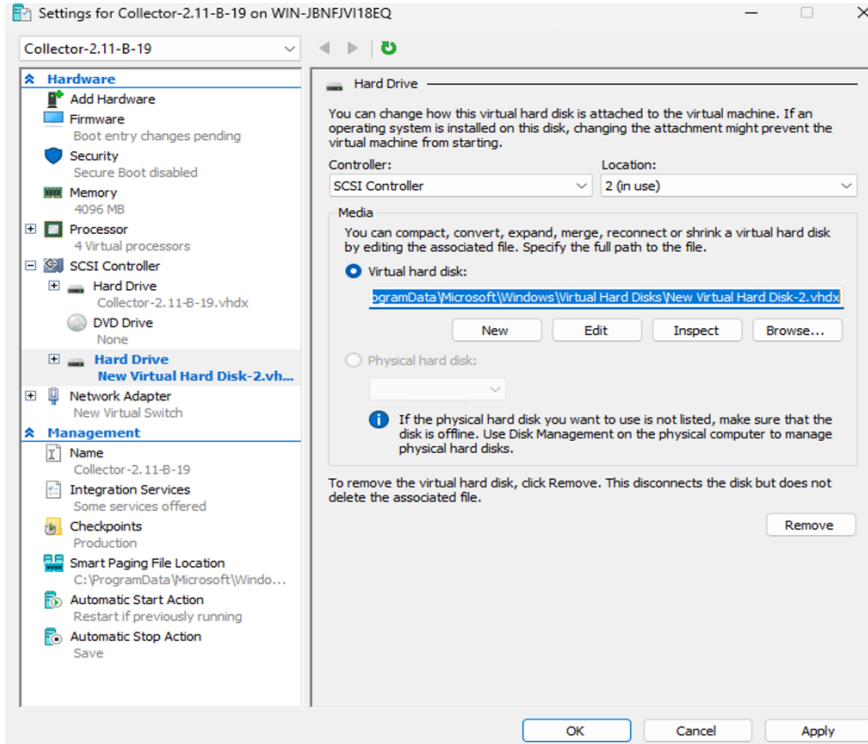 Settings for Collector-2.11-B-19 on WIN-JBNFJVI18EQ
Collector-2.11-B-19
Hardware
Add Hardware
Firmware
Boot entry changes pending
Security
Secure Boot disabled
Memory
4096 MB
Processor
4 Virtual processors
SCSI Controller
Hard Drive
Collector-2.11-B-19.vhdx
DVD Drive
None
Hard Drive
New Virtual Hard Disk-2.vh...
Network Adapter
New Virtual Switch
Management
Name
Collector-2.11-B-19
Integration Services
Some services offered
Checkpoints
Production
Smart Paging File Location
C:\ProgramData\Microsoft\Windo...
Automatic Start Action
Restart if previously running
Automatic Stop Action
Save
Hard Drive
You can change how this virtual hard disk is attached to the virtual machine. If an
operating system is installed on this disk, changing the attachment might prevent the
virtual machine from starting.
Controller: Location:
SCSI Controller 2 (in use)
Media
You can compact, convert, expand, merge, reconnect or shrink a virtual hard disk
by editing the associated file. Specify the full path to the file.
Virtual hard disk:
ogramData\Microsoft\Windows\Virtual Hard Disks\New Virtual Hard Disk-2.vhdx
New Edit Inspect Browse...
Physical hard disk:
If the physical hard disk you want to use is not listed, make sure that the
disk is offline. Use Disk Management on the physical computer to manage
physical hard disks.
To remove the virtual hard disk, click Remove. This disconnects the disk but does not
delete the associated file.
Remove
OK Cancel Apply